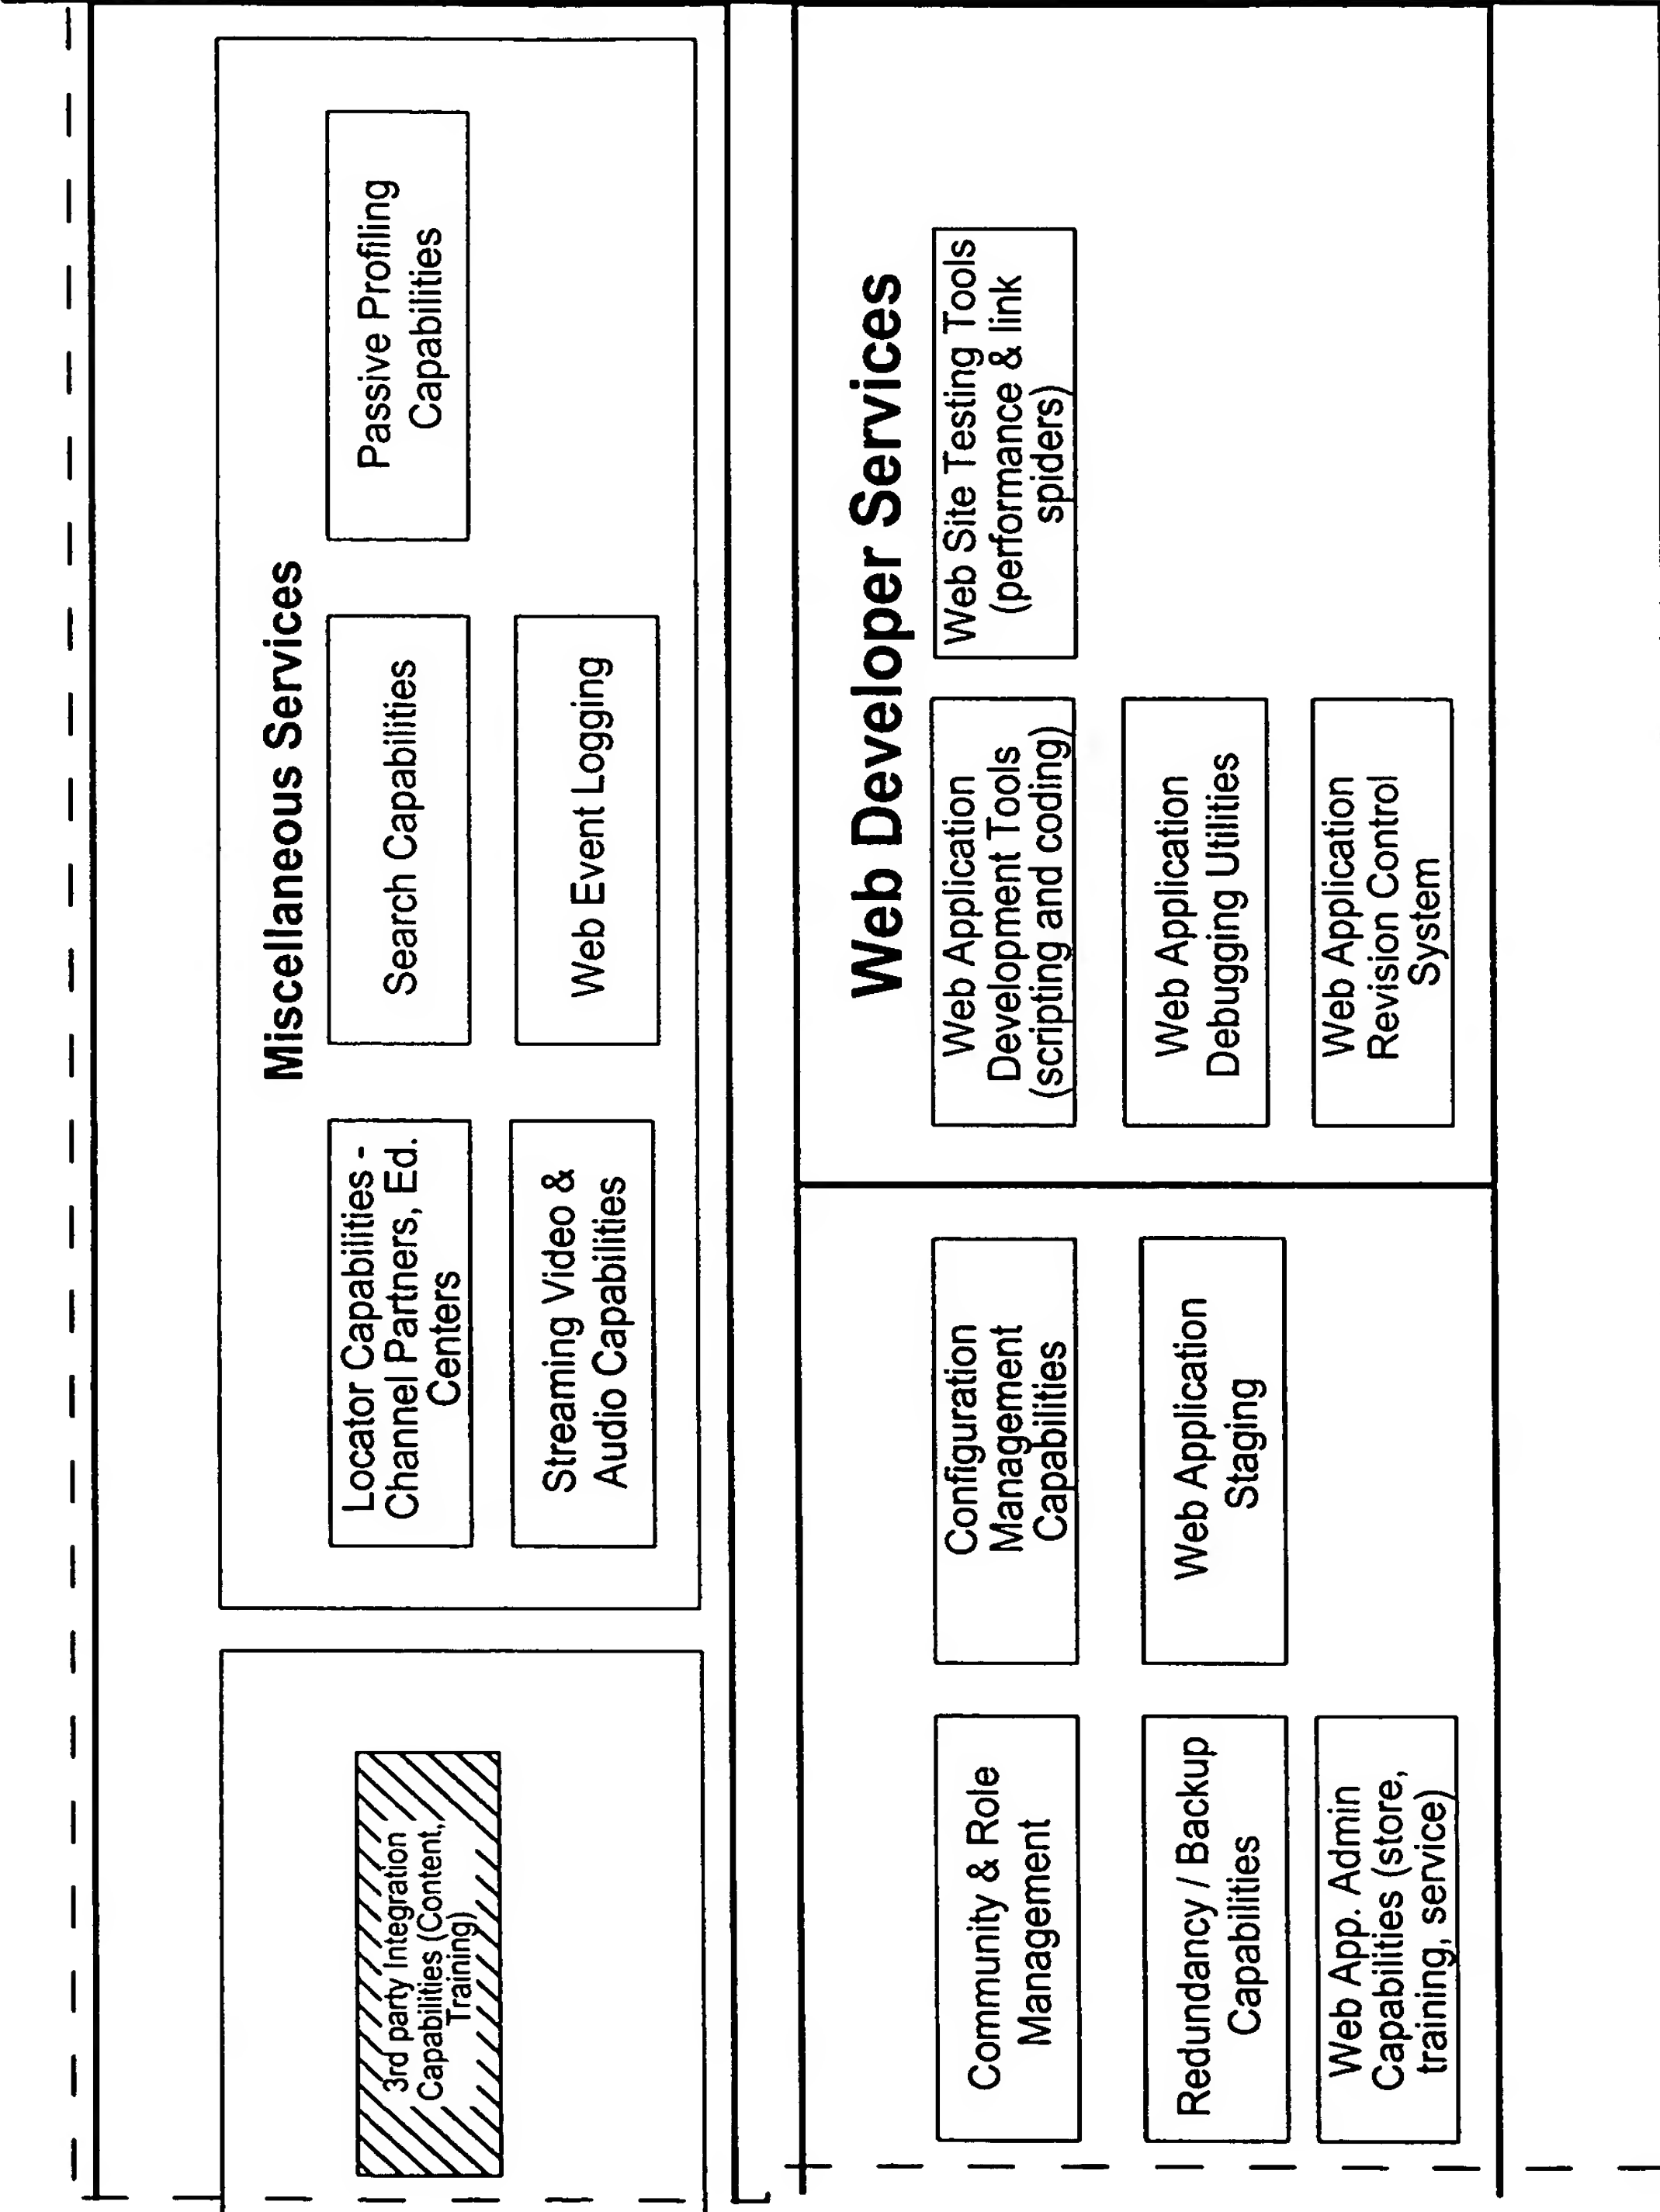 Miscellaneous Services
3rd party Integration
Capabilities (Content,
Training)
Locator Capabilities -
Channel Partners, Ed.
Centers
Search Capabilities
Passive Profiling
Capabilities
Streaming Video &
Audio Capabilities
Web Event Logging
Web Developer Services
Community & Role
Management
Configuration
Management
Capabilities
Web Application
Development Tools
(scripting and coding)
Web Site Testing Tools
(performance & link
spiders)
Redundancy / Backup
Capabilities
Web Application
Staging
Web Application
Debugging Utilities
Web App. Admin
Capabilities (store,
training, service)
Web Application
Revision Control
System